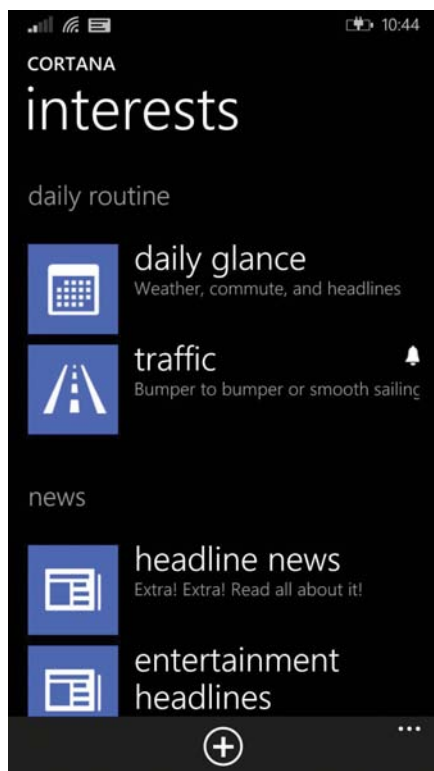 10:44
CORTANA
interests
daily routine
daily glance
Weather, commute, and headlines
traffic
Bumper to bumper or smooth sailing
news
headline news
Extra! Extra! Read all about it!
entertainment
headlines